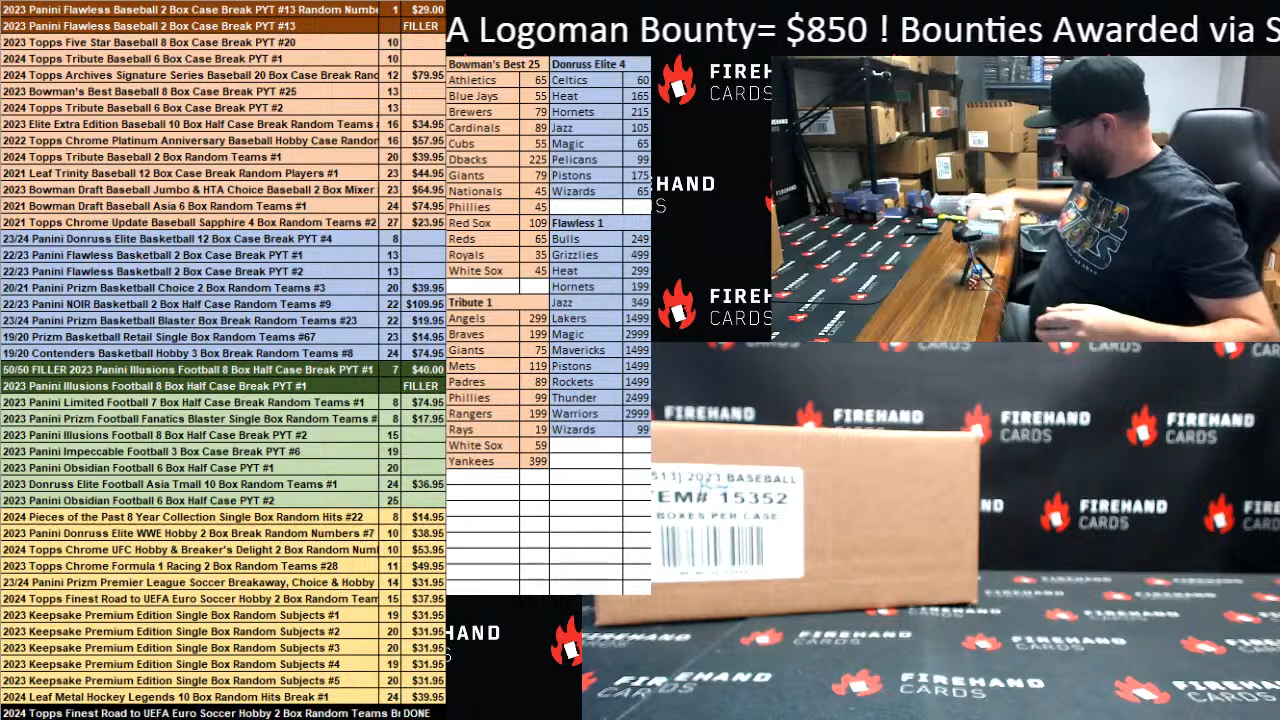 2023 Panini Flawless Baseball 2 Box Case Break PYT #13 Random Numbe 1 $29.00
2023 Panini Flawless Baseball 2 Box Case Break PYT #13 FILLER
2023 Topps Five Star Baseball 8 Box Case Break PYT #20 10
2024 Topps Tribute Baseball 6 Box Case Break PYT #1 10
2024 Topps Archives Signature Series Baseball 20 Box Case Break Ranc 12 $79.95
2023 Bowman's Best Baseball 8 Box Case Break PYT #25 13
2024 Topps Tribute Baseball 6 Box Case Break PYT #2 13
2023 Elite Extra Edition Baseball 10 Box Half Case Break Random Teams 16 $34.95
2022 Topps Chrome Platinum Anniversary Baseball Hobby Case Randor 16 $57.95
2024 Topps Tribute Baseball 2 Box Random Teams #1 20 $39.95
2021 Leaf Trinity Baseball 12 Box Case Break Random Players #1 23 $44.95
2023 Bowman Draft Baseball Jumbo & HTA Choice Baseball 2 Box Mixer 23 $64.95
2021 Bowman Draft Baseball Asia 6 Box Random Teams #1 24 $74.95
2021 Topps Chrome Update Baseball Sapphire 4 Box Random Teams #2 27 $23.95
23/24 Panini Donruss Elite Basketball 12 Box Case Break PYT #4 8
22/23 Panini Flawless Basketball 2 Box Case Break PYT #1 13
22/23 Panini Flawless Basketball 2 Box Case Break PYT #2 13
20/21 Panini Prizm Basketball Choice 2 Box Random Teams #3 20 $39.95
22/23 Panini NOIR Basketball 2 Box Half Case Random Teams #9 22 $109.95
23/24 Panini Prizm Basketball Blaster Box Break Random Teams #23 22 $19.95
19/20 Prizm Basketball Retail Single Box Random Teams #67 23 $14.95
19/20 Contenders Basketball Hobby 3 Box Break Random Teams #8 24 $74.95
50/50 FILLER 2023 Panini Illusions Football 8 Box Half Case Break PYT #1 7 $40.00
2023 Panini Illusions Football 8 Box Half Case Break PYT #1 FILLER
2023 Panini Limited Football 7 Box Half Case Break Random Teams #1 8 $74.95
2023 Panini Prizm Football Fanatics Blaster Single Box Random Teams # 8 $17.95
2023 Panini Illusions Football 8 Box Half Case Break PYT #2 15
2023 Panini Impeccable Football 3 Box Case Break PYT #6 19
2023 Panini Obsidian Football 6 Box Half Case PYT #1 20
2023 Donruss Elite Football Asia Tmall 10 Box Random Teams #1 24 $36.95
2023 Panini Obsidian Football 6 Box Half Case PYT #2 25
2024 Pieces of the Past 8 Year Collection Single Box Random Hits #22 8 $14.95
2023 Panini Donruss Elite WWE Hobby 2 Box Random Numbers #7 10 $38.95
2024 Topps Chrome UFC Hobby & Breaker's Delight 2 Box Random Numl 10 $53.95
2024 Topps Chrome Formula 1 Racing 2 Box Random Teams #28 11 $49.95
23/24 Panini Prizm Premier League Soccer Breakaway, Choice & Hobby 14 $31.95
2024 Topps Finest Road to UEFA Euro Soccer Hobby 2 Box Random Team 15 $37.95
2023 Keepsake Premium Edition Single Box Random Subjects #1 19 $31.95
2023 Keepsake Premium Edition Single Box Random Subjects #2 20 $31.95
2023 Keepsake Premium Edition Single Box Random Subjects #3 20 $31.95
2023 Keepsake Premium Edition Single Box Random Subjects #4 19 $31.95
2023 Keepsake Premium Edition Single Box Random Subjects #5 20 $31.95
2024 Leaf Metal Hockey Legends 10 Box Random Hits Break #1 24 $39.95
2024 Topps Finest Road to UEFA Euro Soccer Hobby 2 Box Random Teams Br DONE
A Logoman Bounty= $850 ! Bounties Awarded via S
Bowman's Best 25
Athletics 65
Blue Jays 55
Brewers 79
Cardinals 89
Cubs 55
Dbacks 225
Giants 79
Nationals 45
Phillies 45
Red Sox 109
Reds 65
Royals 35
White Sox 45
Tribute 1
Angels 299
Braves 199
Giants 75
Mets 119
Padres 89
Phillies 99
Rangers 199
Rays 19
White Sox 59
Yankees 399
Donruss Elite 4
Celtics 60
Heat 165
Hornets 215
Jazz 105
Magic 65
Pelicans 99
Pistons 175
Wizards 65
Flawless 1
Bulls 249
Grizzlies 499
Heat 299
Hornets 199
Jazz 349
Lakers 1499
Magic 2999
Mavericks 1499
Pistons 1499
Rockets 1499
Thunder 2499
Warriors 2999
Wizards 99
FIREH
CARDS
EHAND
FIREH
CARDS
HAND
FIREHAND
FIREHAND
CARDS
FIREHAND
CARDS
513] 2023 BASEBALL
EM# 15352
BOXES PER CASE
FIREHAND
CARDS
FIREHAND
CARDS
FIREHAND
CARDS